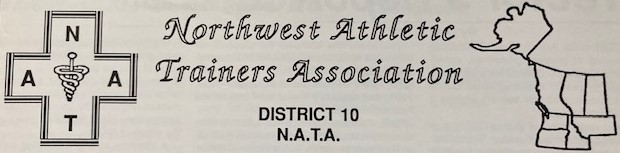 N
A A
T
Northwest Athletic
Trainers Association
DISTRICT 10
N.A.T.A.